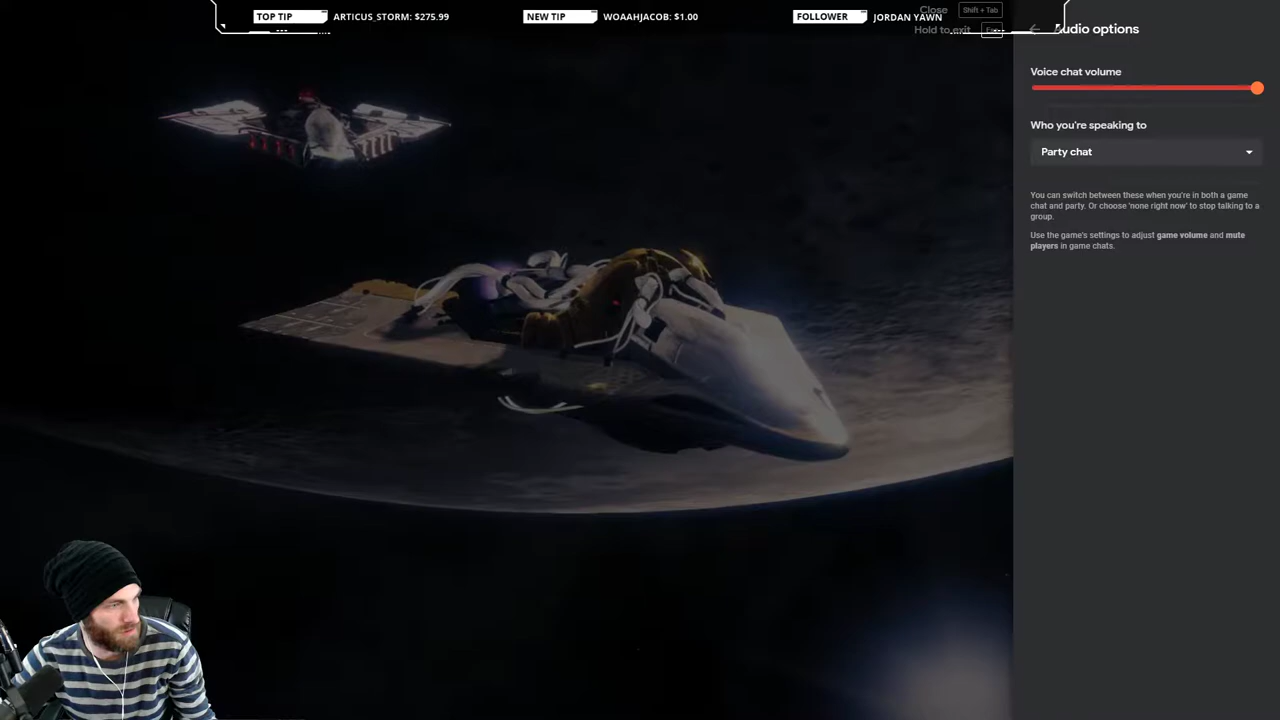 TOP TIP ARTICUS_STORM: $275.99 NEW TIP WOAAHJACOB: $1.00 FOLLOWER JORDAN YAWN
Close Shift + Tab
Hold to exit
Audio options
Voice chat volume
Who you're speaking to
Party chat
You can switch between these when you're in both a game
chat and party. Or choose 'none right now' to stop talking to a
group.
Use the game's settings to adjust game volume and mute
players in game chats.